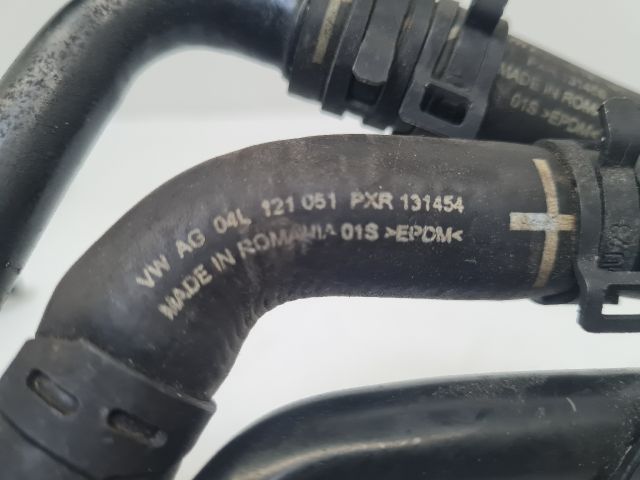 MADE IN ROMA
01S >EPDM<
VW AG 04L 121 051 PXR 131454
MADE IN ROMANIA 01S >EPDM<